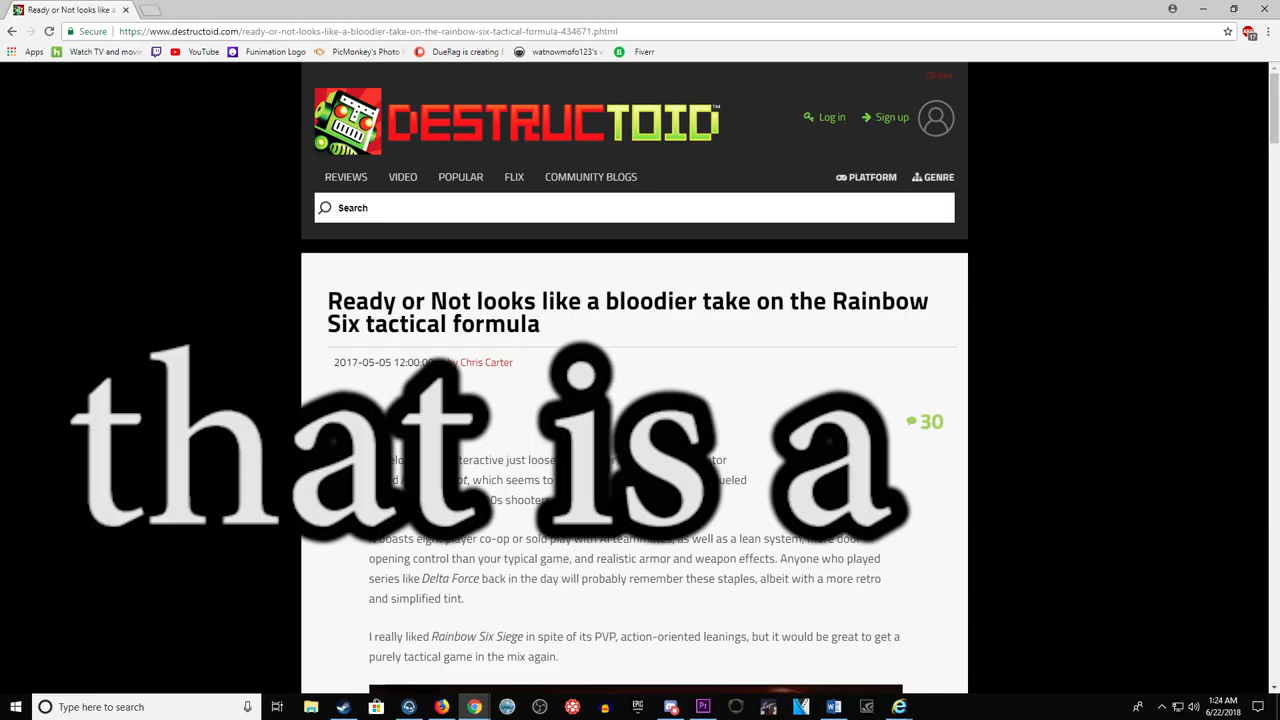 Ready or Not looks like a
Secure https://www.destructoid.com/ready-or-not-looks-like-a-bloodier-take-on-the-rainbow-six-tactical-formula-434671.phtml
Apps Watch TV and movie YouTube Funimation Logo PicMonkey's Photo DueRag is creating watnowmofo123's Fiverr
DESTRUCTOID™
Log in Sign up
REVIEWS VIDEO POPULAR FLIX COMMUNITY BLOGS PLATFORM GENRE
Search
Ready or Not looks like a bloodier take on the Rainbow
Six tactical formula
2017-05-05 12:00:00 by Chris Carter
30
that is a
just
which seems to
shooter
boasts co-op or solo play with AI as well as a lean system, more door
opening control than your typical game, and realistic armor and weapon effects. Anyone who played
series like Delta Force back in the day will probably remember these staples, albeit with a more retro
and simplified tint.
I really liked Rainbow Six Siege in spite of its PVP, action-oriented leanings, but it would be great to get a
purely tactical game in the mix again.
Type here to search
EPIC
Pr
1:24 AM
6/22/2018